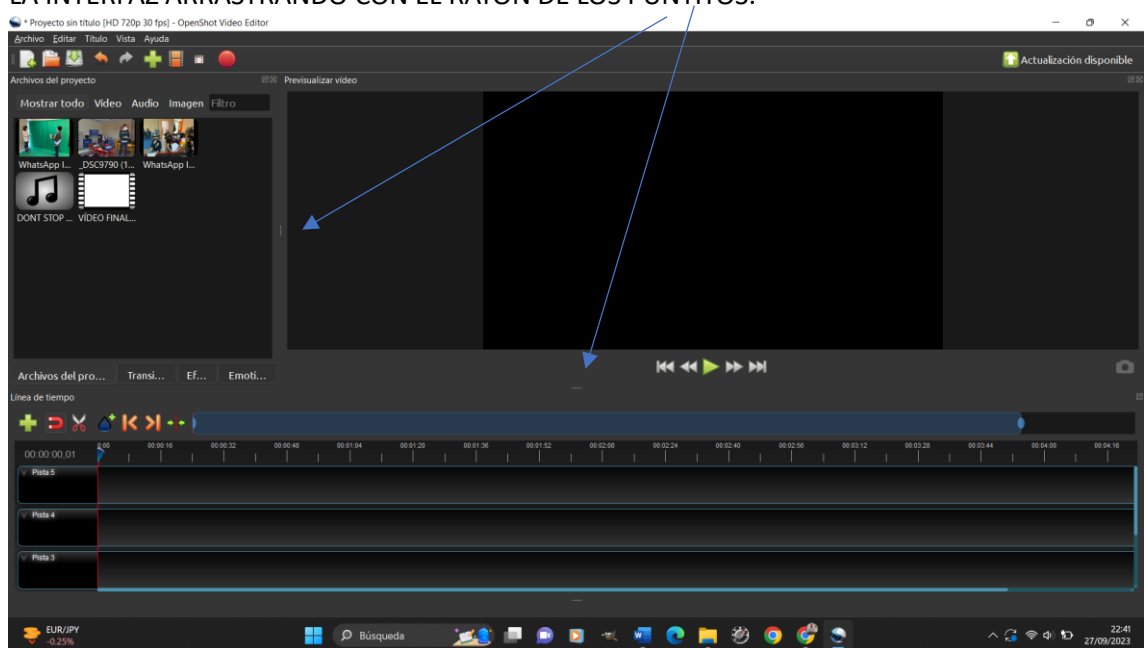 LA INTERFAZ ARRASTRANDO CON EL RATÓN DE LOS PUNTITOS.
* Proyecto sin título [HD 720p 30 fps] - OpenShot Video Editor
Archivo Editar Título Vista Ayuda
Actualización disponible
Archivos del proyecto
Previsualizar vídeo
Mostrar todo Vídeo Audio Imagen Filtro
WhatsApp I... _DSC9790 (1... WhatsApp I...
DONT STOP ... VÍDEO FINAL...
Archivos del pro... Transi... Ef... Emoti...
Línea de tiempo
00:00:00,01
0:00 00:00:16 00:00:32 00:00:48 00:01:04 00:01:20 00:01:36 00:01:52 00:02:08 00:02:24 00:02:40 00:02:56 00:03:12 00:03:28 00:03:44 00:04:00 00:04:16
Pista 5
Pista 4
Pista 3
EUR/JPY
-0.25%
Búsqueda
22:41
27/09/2023